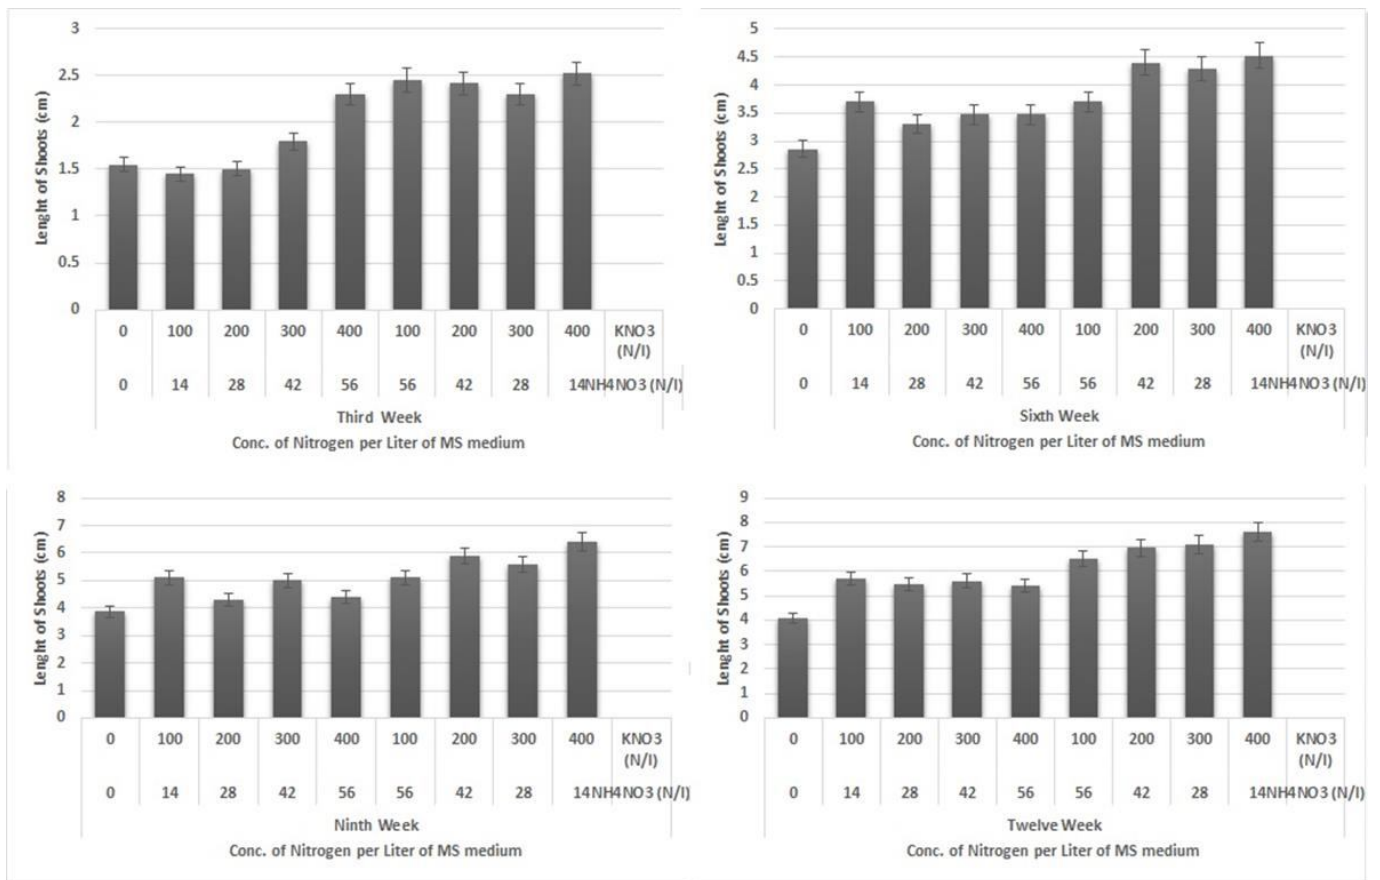 3
2.5
2
1.5
1
0.5
0
Lenght of Shoots (cm)
0 100 200 300 400 100 200 300 400 KNO3
(N/l)
0 14 28 42 56 56 42 28 14NH4NO3 (N/l)
Third Week
Conc. of Nitrogen per Liter of MS medium
5
4.5
4
3.5
3
2.5
2
1.5
1
0.5
0
Lenght of Shoots (cm)
0 100 200 300 400 100 200 300 400 KNO3
(N/l)
0 14 28 42 56 56 42 28 14NH4NO3 (N/l)
Sixth Week
Conc. of Nitrogen per Liter of MS medium
8
7
6
5
4
3
2
1
0
Lenght of Shoots (cm)
0 100 200 300 400 100 200 300 400 KNO3
(N/l)
0 14 28 42 56 56 42 28 14NH4NO3 (N/l)
Ninth Week
Conc. of Nitrogen per Liter of MS medium
9
8
7
6
5
4
3
2
1
0
Lenght of Shoots (cm)
0 100 200 300 400 100 200 300 400 KNO3
(N/l)
0 14 28 42 56 56 42 28 14NH4NO3 (N/l)
Twelve Week
Conc. of Nitrogen per Liter of MS medium